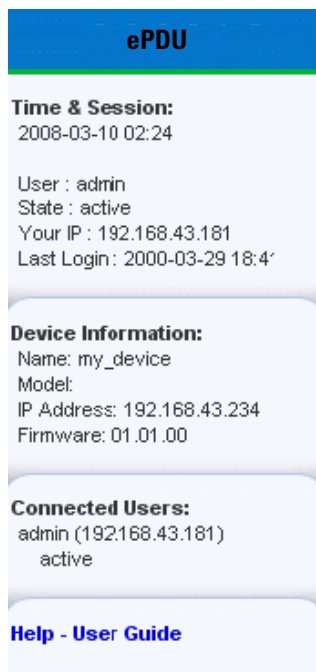 ePDU
Time & Session:
2008-03-10 02:24
User : admin
State : active
Your IP : 192.168.43.181
Last Login : 2000-03-29
Device Information:
Name: my_device
Model:
IP Address: 192.168.43.234
Firmware: 01.01.00
Connected Users:
admin (192.168.43.181)
active
Help - User Guide